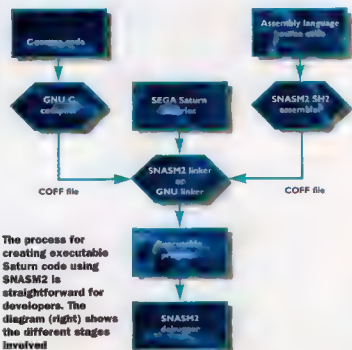 C source code
Assembly language
source code
GNU C
compiler
SEGA Saturn
libraries
SNASM2 SH2
assembler
SNASM2 linker
or
GNU linker
COFF file
COFF file
Executable
program
SNASM2
debugger
The process for
creating executable
Saturn code using
SNASM2 is
straightforward for
developers. The
diagram (right) shows
the different stages
involved